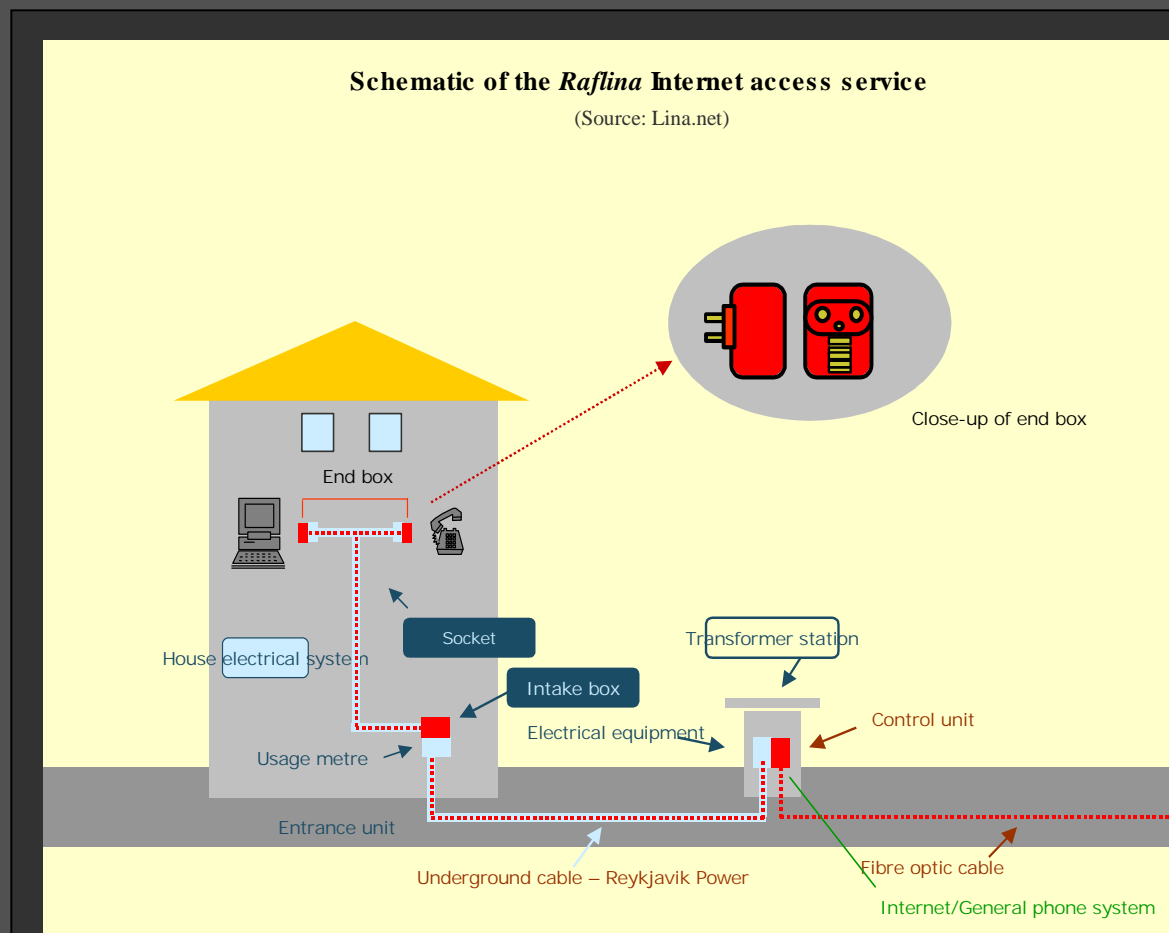 Schematic of the Raflina Internet access service
(Source: Lina.net)
Close-up of end box
End box
Socket
Transformer station
House electrical system
Intake box
Control unit
Electrical equipment
Usage metre
Entrance unit
Fibre optic cable
Underground cable – Reykjavik Power
Internet/General phone system